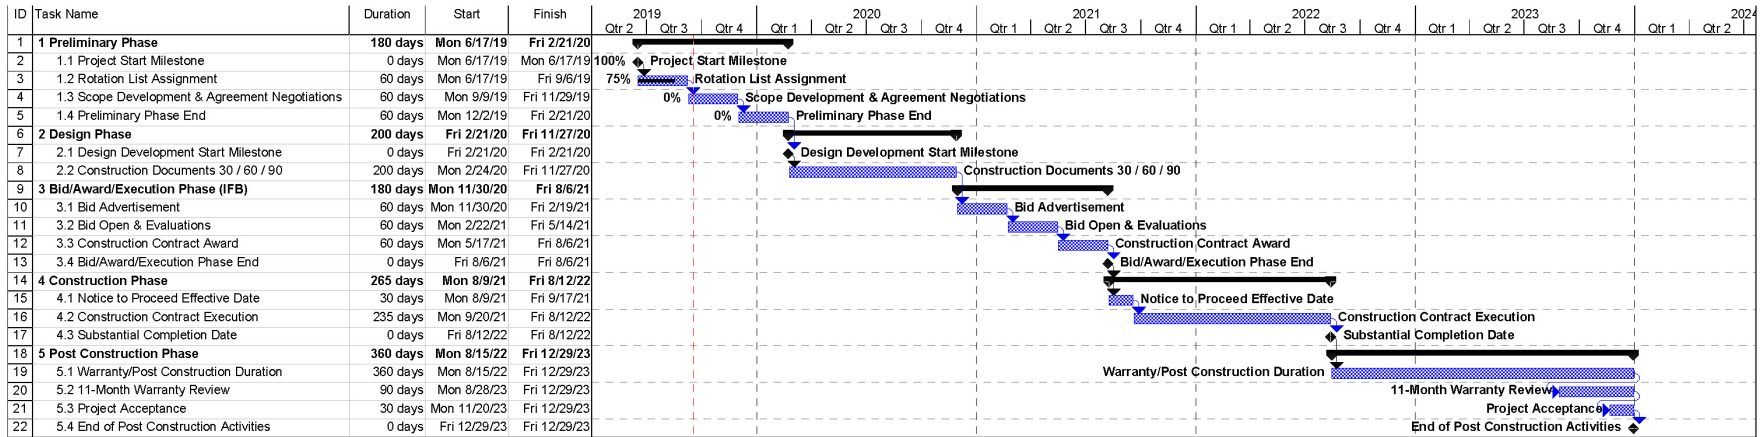 ID Task Name Duration Start Finish 2019 2020 2021 2022 2023 2024
Qtr 2 Qtr 3 Qtr 4 Qtr 1 Qtr 2 Qtr 3 Qtr 4 Qtr 1 Qtr 2 Qtr 3 Qtr 4 Qtr 1 Qtr 2 Qtr 3 Qtr 4 Qtr 1 Qtr 2 Qtr 3 Qtr 4 Qtr 1 Qtr 2
1 1 Preliminary Phase 180 days Mon 6/17/19 Fri 2/21/20
2 1.1 Project Start Milestone 0 days Mon 6/17/19 Mon 6/17/19 100% Project Start Milestone
3 1.2 Rotation List Assignment 60 days Mon 6/17/19 Fri 9/6/19 75% Rotation List Assignment
4 1.3 Scope Development & Agreement Negotiations 60 days Mon 9/9/19 Fri 11/29/19 0% Scope Development & Agreement Negotiations
5 1.4 Preliminary Phase End 60 days Mon 12/2/19 Fri 2/21/20 0% Preliminary Phase End
6 2 Design Phase 200 days Fri 2/21/20 Fri 11/27/20
7 2.1 Design Development Start Milestone 0 days Fri 2/21/20 Fri 2/21/20 Design Development Start Milestone
8 2.2 Construction Documents 30 / 60 / 90 200 days Mon 2/24/20 Fri 11/27/20 Construction Documents 30 / 60 / 90
9 3 Bid/Award/Execution Phase (IFB) 180 days Mon 11/30/20 Fri 8/6/21
10 3.1 Bid Advertisement 60 days Mon 11/30/20 Fri 2/19/21 Bid Advertisement
11 3.2 Bid Open & Evaluations 60 days Mon 2/22/21 Fri 5/14/21 Bid Open & Evaluations
12 3.3 Construction Contract Award 60 days Mon 5/17/21 Fri 8/6/21 Construction Contract Award
13 3.4 Bid/Award/Execution Phase End 0 days Fri 8/6/21 Fri 8/6/21 Bid/Award/Execution Phase End
14 4 Construction Phase 265 days Mon 8/9/21 Fri 8/12/22
15 4.1 Notice to Proceed Effective Date 30 days Mon 8/9/21 Fri 9/17/21 Notice to Proceed Effective Date
16 4.2 Construction Contract Execution 235 days Mon 9/20/21 Fri 8/12/22 Construction Contract Execution
17 4.3 Substantial Completion Date 0 days Fri 8/12/22 Fri 8/12/22 Substantial Completion Date
18 5 Post Construction Phase 360 days Mon 8/15/22 Fri 12/29/23
19 5.1 Warranty/Post Construction Duration 360 days Mon 8/15/22 Fri 12/29/23 Warranty/Post Construction Duration
20 5.2 11-Month Warranty Review 90 days Mon 8/28/23 Fri 12/29/23 11-Month Warranty Review
21 5.3 Project Acceptance 30 days Mon 11/20/23 Fri 12/29/23 Project Acceptance
22 5.4 End of Post Construction Activities 0 days Fri 12/29/23 Fri 12/29/23 End of Post Construction Activities